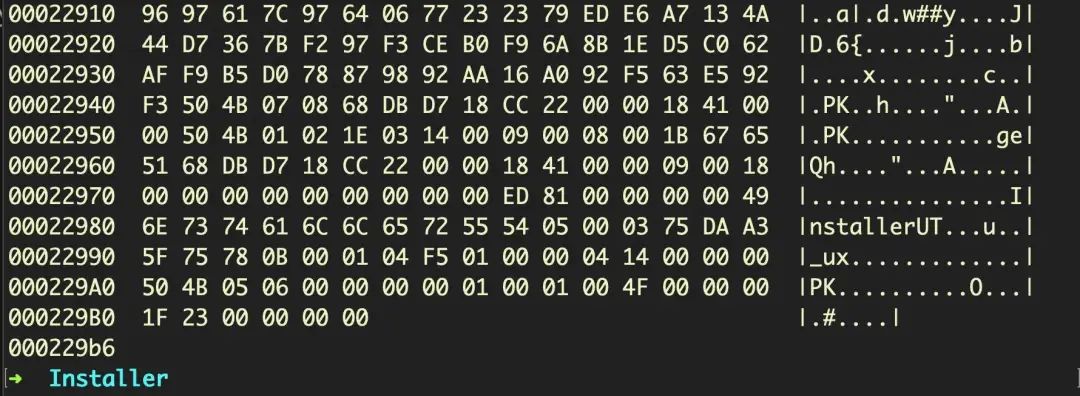 00022910  96 97 61 7C 97 64 06 77 23 23 79 ED E6 A7 13 4A  |..a|.d.w##y....J|
00022920  44 D7 36 7B F2 97 F3 CE B0 F9 6A 8B 1E D5 C0 62  |D.6{......j....b|
00022930  AF F9 B5 D0 78 87 98 92 AA 16 A0 92 F5 63 E5 92  |....x........c..|
00022940  F3 50 4B 07 08 68 DB D7 18 CC 22 00 00 18 41 00  |.PK..h...."...A.|
00022950  00 50 4B 01 02 1E 03 14 00 09 00 08 00 1B 67 65  |.PK...........ge|
00022960  51 68 DB D7 18 CC 22 00 00 18 41 00 00 09 00 18  |Qh...."...A.....|
00022970  00 00 00 00 00 00 00 00 00 ED 81 00 00 00 00 49  |...............I|
00022980  6E 73 74 61 6C 6C 65 72 55 54 05 00 03 75 DA A3  |nstallerUT...u..|
00022990  5F 75 78 0B 00 01 04 F5 01 00 00 04 14 00 00 00  |_ux.............|
000229A0  50 4B 05 06 00 00 00 00 01 00 01 00 4F 00 00 00  |PK..........O...|
000229B0  1F 23 00 00 00 00  |.#....|
000229b6
➜  Installer